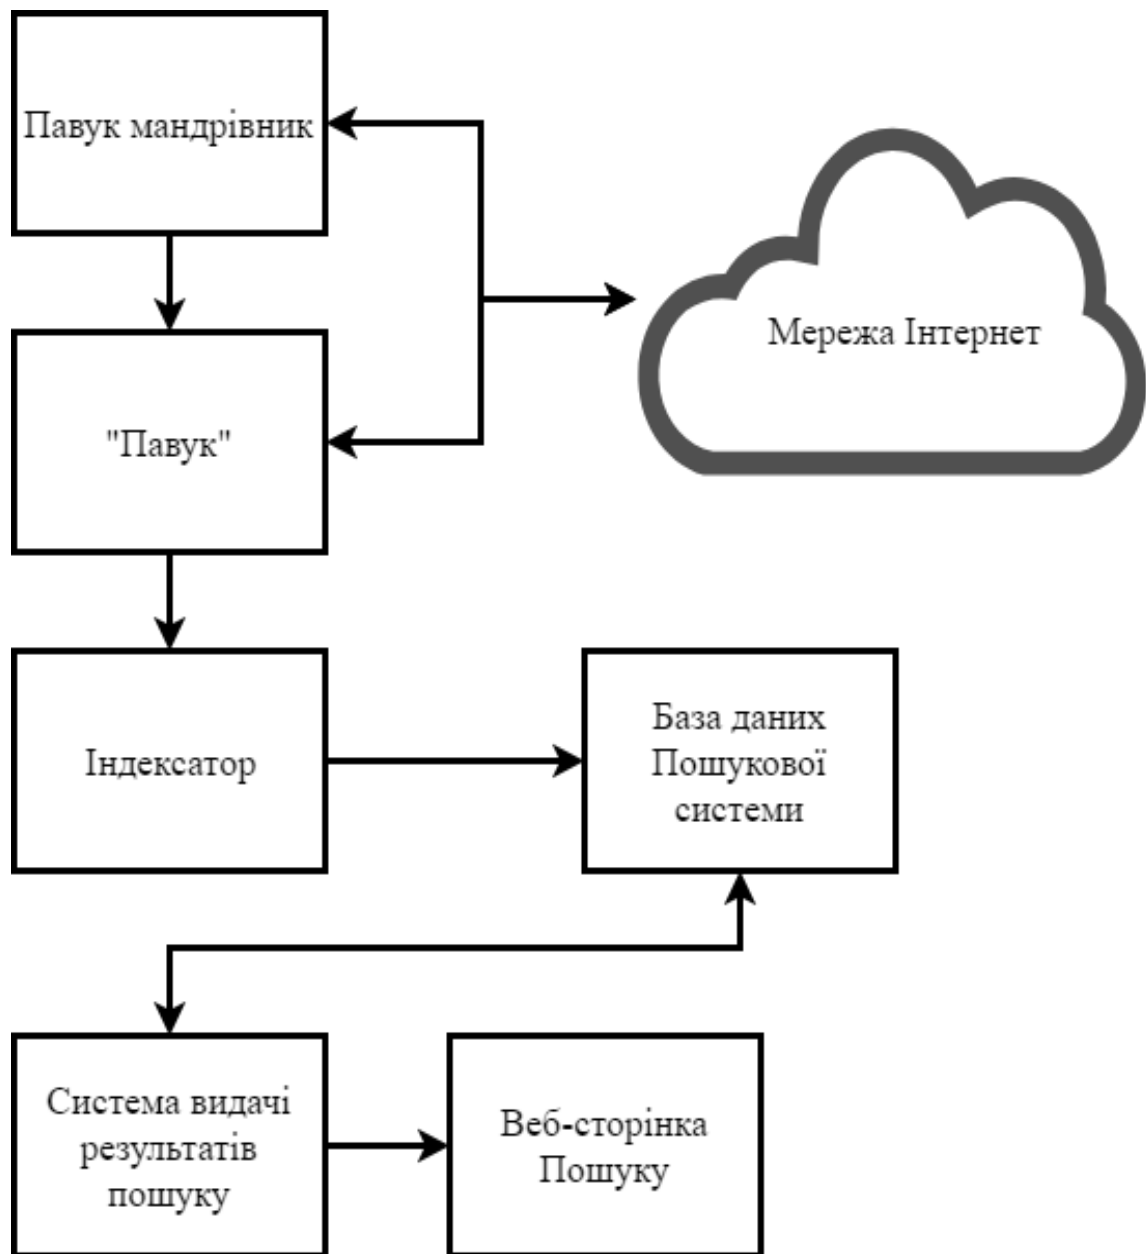 Павук мандрівник
Мережа Інтернет
"Павук"
Індексатор
База даних
Пошукової
системи
Система видачі
результатів
пошуку
Веб-сторінка
Пошуку